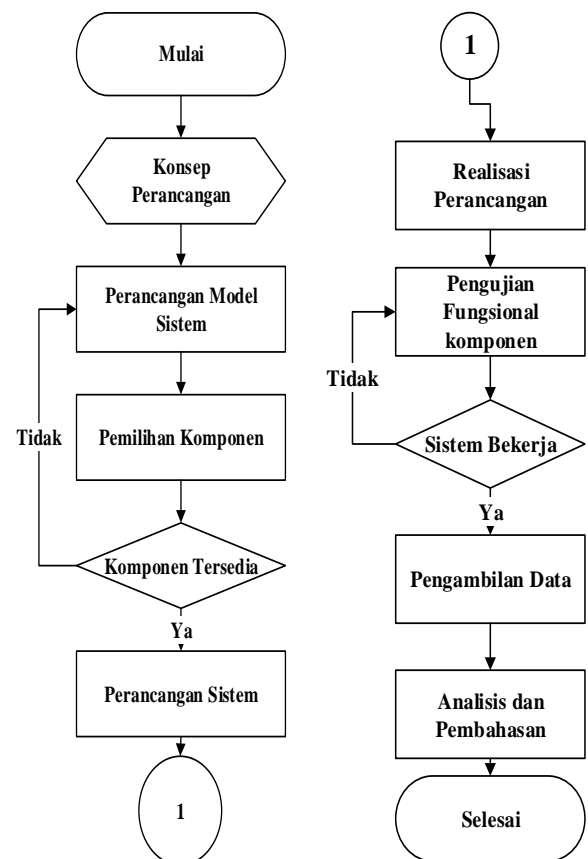 Mulai
Konsep
Perancangan
Perancangan Model
Sistem
Pemilihan Komponen
Tidak
Komponen Tersedia
Ya
Perancangan Sistem
1
1
Realisasi
Perancangan
Pengujian
Fungsional
komponen
Tidak
Sistem Bekerja
Ya
Pengambilan Data
Analisis dan
Pembahasan
Selesai